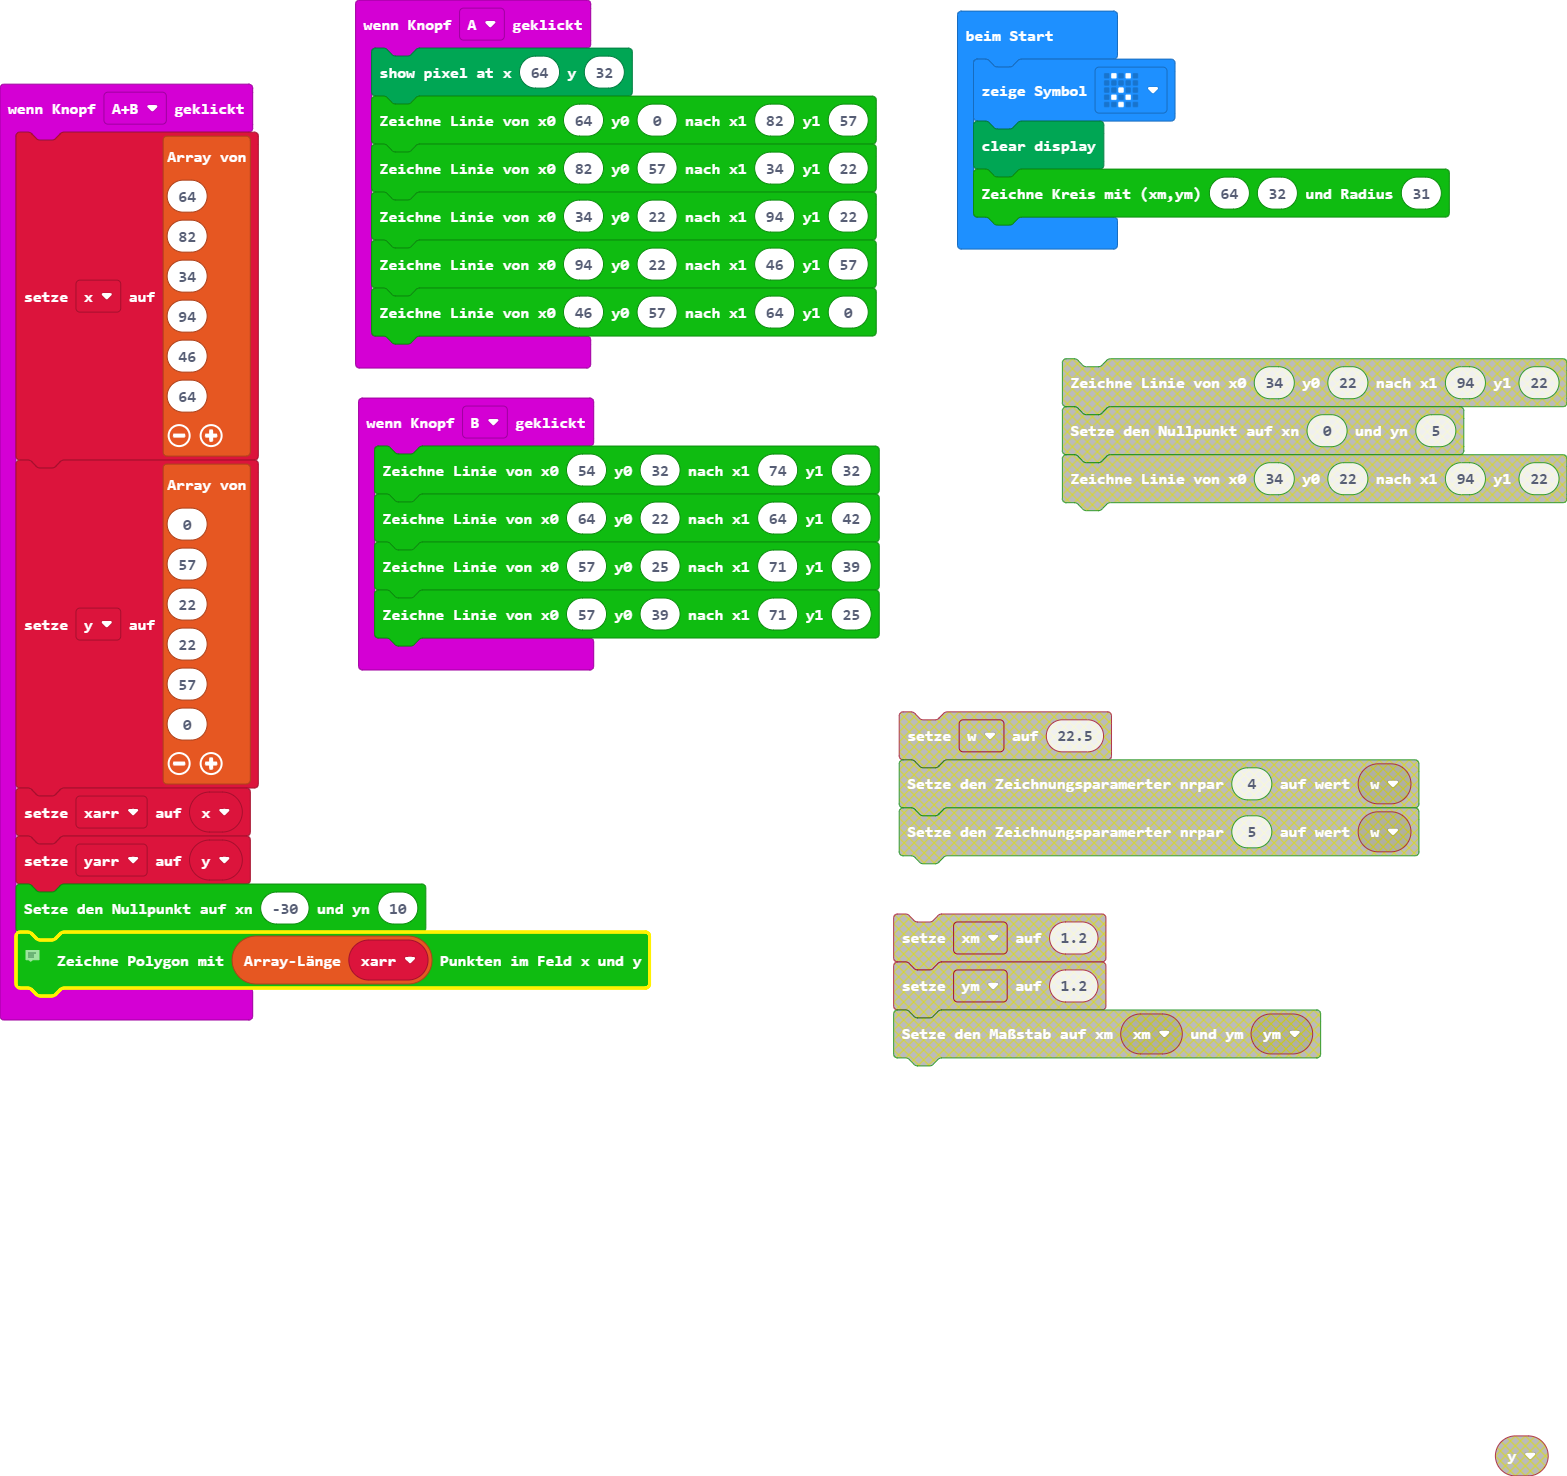 wenn Knopf A+B geklickt
setze x auf Array von
64
82
34
94
46
64
setze y auf Array von
0
57
22
22
57
0
setze xarr auf x
setze yarr auf y
Setze den Nullpunkt auf xn -30 und yn 10
Zeichne Polygon mit Array-Länge xarr Punkten im Feld x und y
wenn Knopf A geklickt
show pixel at x 64 y 32
Zeichne Linie von x0 64 y0 0 nach x1 82 y1 57
Zeichne Linie von x0 82 y0 57 nach x1 34 y1 22
Zeichne Linie von x0 34 y0 22 nach x1 94 y1 22
Zeichne Linie von x0 94 y0 22 nach x1 46 y1 57
Zeichne Linie von x0 46 y0 57 nach x1 64 y1 0
wenn Knopf B geklickt
Zeichne Linie von x0 54 y0 32 nach x1 74 y1 32
Zeichne Linie von x0 64 y0 22 nach x1 64 y1 42
Zeichne Linie von x0 57 y0 25 nach x1 71 y1 39
Zeichne Linie von x0 57 y0 39 nach x1 71 y1 25
beim Start
zeige Symbol
clear display
Zeichne Kreis mit (xm,ym) 64 32 und Radius 31
Zeichne Linie von x0 34 y0 22 nach x1 94 y1 22
Setze den Nullpunkt auf xn 0 und yn 5
Zeichne Linie von x0 34 y0 22 nach x1 94 y1 22
setze w auf 22.5
Setze den Zeichnungsparamerter nrpar 4 auf wert w
Setze den Zeichnungsparamerter nrpar 5 auf wert w
setze xm auf 1.2
setze ym auf 1.2
Setze den Maßstab auf xm xm und ym ym
y